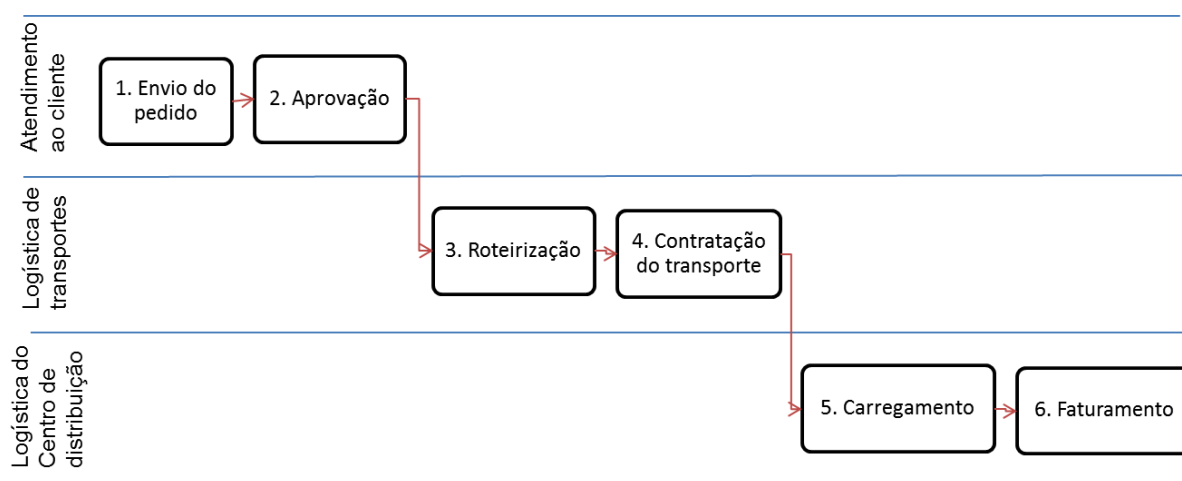 Atendimento
ao cliente
1. Envio do
pedido
2. Aprovação
Logística de
transportes
3. Roteirização
4. Contratação
do transporte
Logística do
Centro de
distribuição
5. Carregamento
6. Faturamento